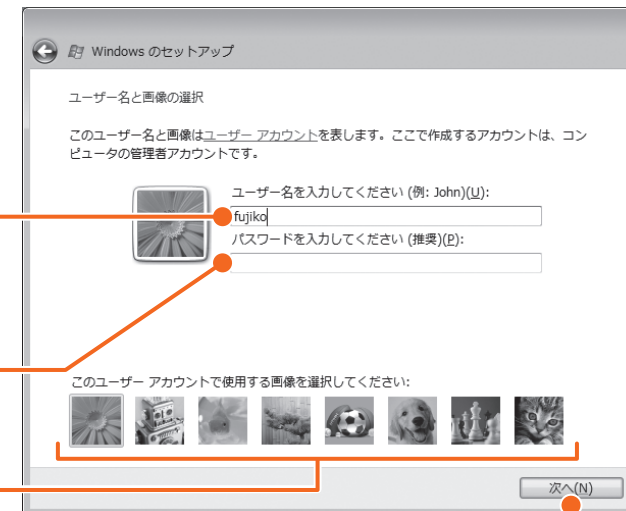 Windows のセットアップ
ユーザー名と画像の選択
このユーザー名と画像はユーザー アカウントを表します。ここで作成するアカウントは、コン
ピュータの管理者アカウントです。
ユーザー名を入力してください (例: John)(U):
fujiko
パスワードを入力してください (推奨)(P):
このユーザー アカウントで使用する画像を選択してください:
次へ(N)